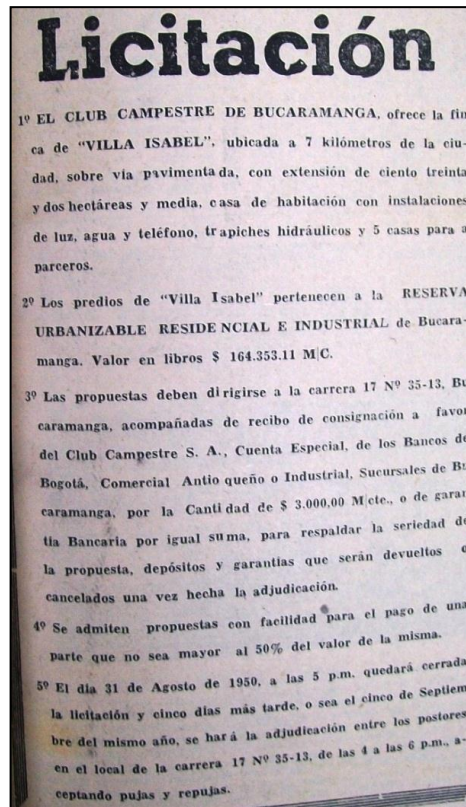 Licitación
1º EL CLUB CAMPESTRE DE BUCARAMANGA, ofrece la fin
ca de "VILLA ISABEL", ubicada a 7 kilómetros de la ciu-
dad, sobre vía pavimentada, con extensión de ciento treinta
y dos hectáreas y media, casa de habitación con instalaciones
de luz, agua y teléfono, trapiches hidráulicos y 5 casas para a
parceros.
2º Los predios de "Villa Isabel" pertenecen a la RESERVA
URBANIZABLE RESIDENCIAL E INDUSTRIAL de Bucara-
manga. Valor en libros $ 164.353.11 M|C.
3º Las propuestas deben dirigirse a la carrera 17 Nº 35-13, Bu
caramanga, acompañadas de recibo de consignación a favor
del Club Campestre S. A., Cuenta Especial, de los Bancos de
Bogotá, Comercial Antioqueño o Industrial, Sucursales de Bu
caramanga, por la Cantidad de $ 3.000,00 M|cte., o de garan
tía Bancaria por igual suma, para respaldar la seriedad de
la propuesta, depósitos y garantías que serán devueltos o
cancelados una vez hecha la adjudicación.
4º Se admiten propuestas con facilidad para el pago de una
parte que no sea mayor al 50% del valor de la misma.
5º El día 31 de Agosto de 1950, a las 5 p.m. quedará cerrada
la licitación y cinco días más tarde, o sea el cinco de Septiem
bre del mismo año, se hará la adjudicación entre los postores
en el local de la carrera 17 Nº 35-13, de las 4 a las 6 p.m., a-
ceptando pujas y repujas.